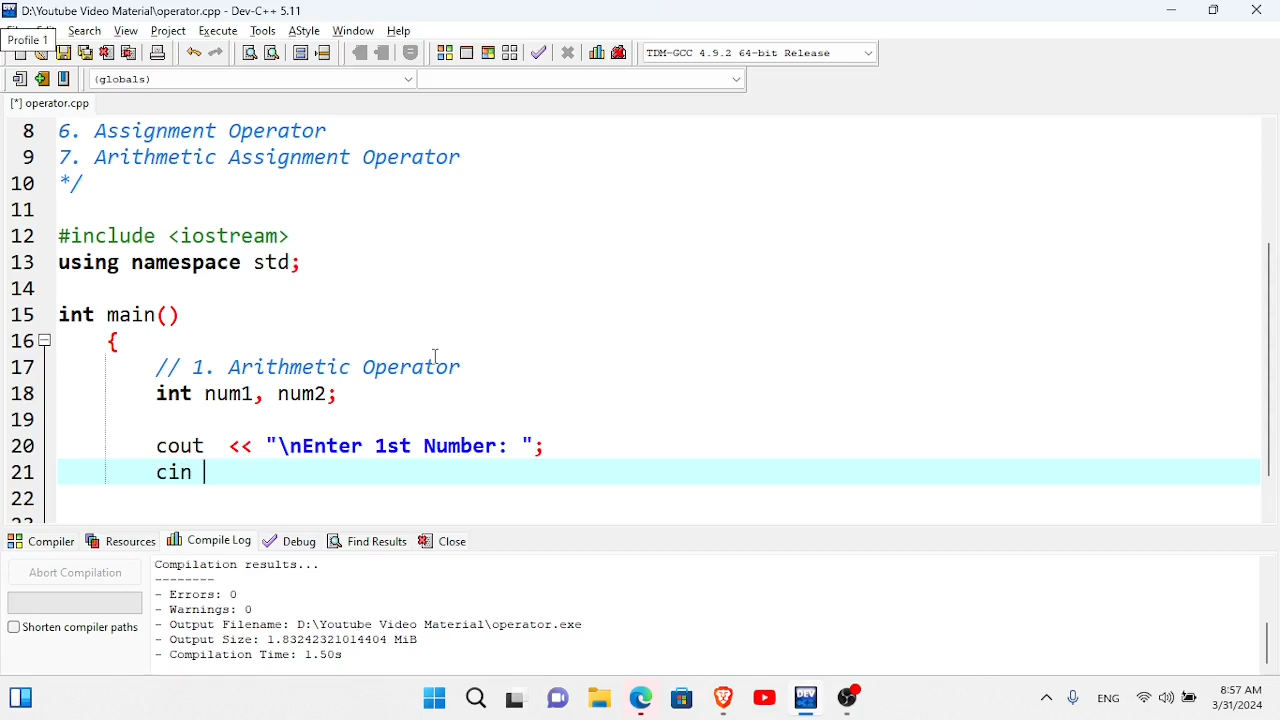 D:\Youtube Video Material\operator.cpp - Dev-C++ 5.11
Search View Project Execute Tools AStyle Window Help
Profile 1
TDM-GCC 4.9.2 64-bit Release
(globals)
[*] operator.cpp
8 6. Assignment Operator
9 7. Arithmetic Assignment Operator
10 */
11
12 #include <iostream>
13 using namespace std;
14
15 int main()
16 {
17 // 1. Arithmetic Operator
18 int num1, num2;
19
20 cout  << "\nEnter 1st Number: ";
21 cin
22
Compiler Resources Compile Log Debug Find Results Close
Abort Compilation
Shorten compiler paths
Compilation results...
--------
- Errors: 0
- Warnings: 0
- Output Filename: D:\Youtube Video Material\operator.exe
- Output Size: 1.83242321014404 MiB
- Compilation Time: 1.50s
DEV
ENG
8:57 AM
3/31/2024